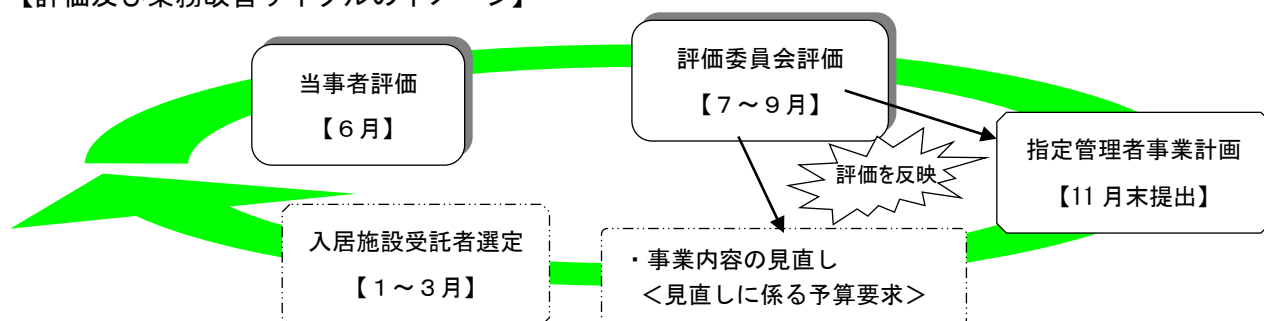 【評価及び業務改善サイクルのイメージ】
当事者評価
【６月】
評価委員会評価
【７～９月】
評価を反映
指定管理者事業計画
【11 月末提出】
・事業内容の見直し
＜見直しに係る予算要求＞
入居施設受託者選定
【１～３月】